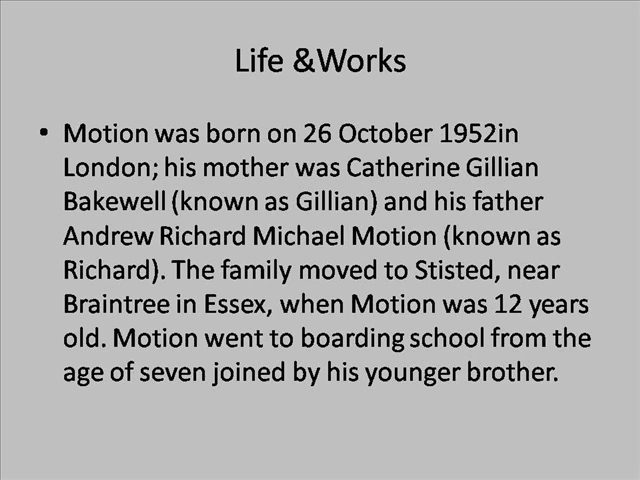 Life &Works
• Motion was born on 26 October 1952in
London; his mother was Catherine Gillian
Bakewell (known as Gillian) and his father
Andrew Richard Michael Motion (known as
Richard). The family moved to Stisted, near
Braintree in Essex, when Motion was 12 years
old. Motion went to boarding school from the
age of seven joined by his younger brother.